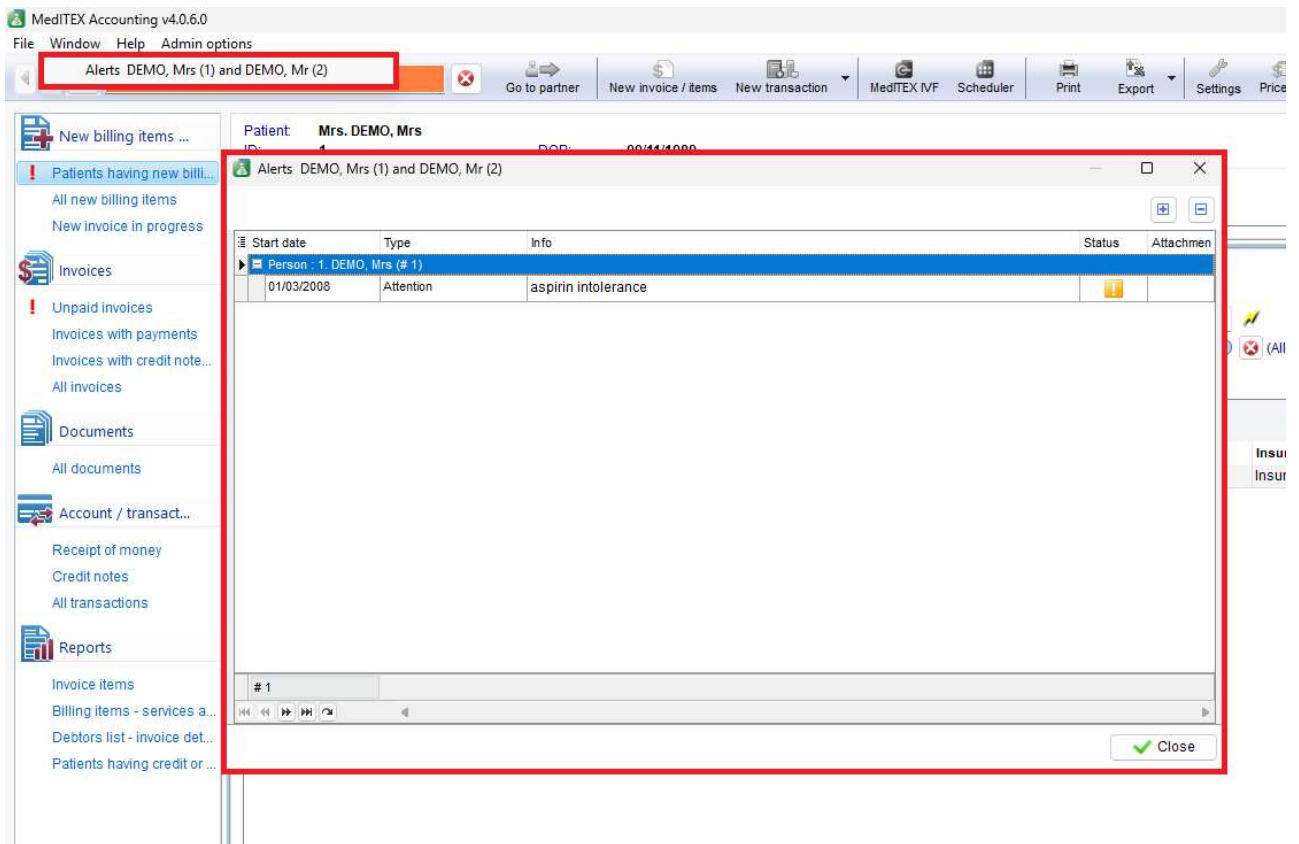 MedITEX Accounting v4.0.6.0
File Window Help Admin options
Alerts DEMO, Mrs (1) and DEMO, Mr (2)
Go to partner New invoice / items New transaction MedITEX IVF Scheduler Print Export Settings Price
New billing items ...
Patients having new billi...
All new billing items
New invoice in progress
Invoices
Unpaid invoices
Invoices with payments
Invoices with credit note...
All invoices
Documents
All documents
Account / transact...
Receipt of money
Credit notes
All transactions
Reports
Invoice items
Billing items - services a...
Debtors list - invoice det...
Patients having credit or ...
Patient: Mrs. DEMO, Mrs
ID: 1 DOB:
Alerts DEMO, Mrs (1) and DEMO, Mr (2)
Start date Type Info Status Attachmen
Person : 1. DEMO, Mrs (# 1)
01/03/2008 Attention aspirin intolerance
# 1
Close
(All
Insur
Insur